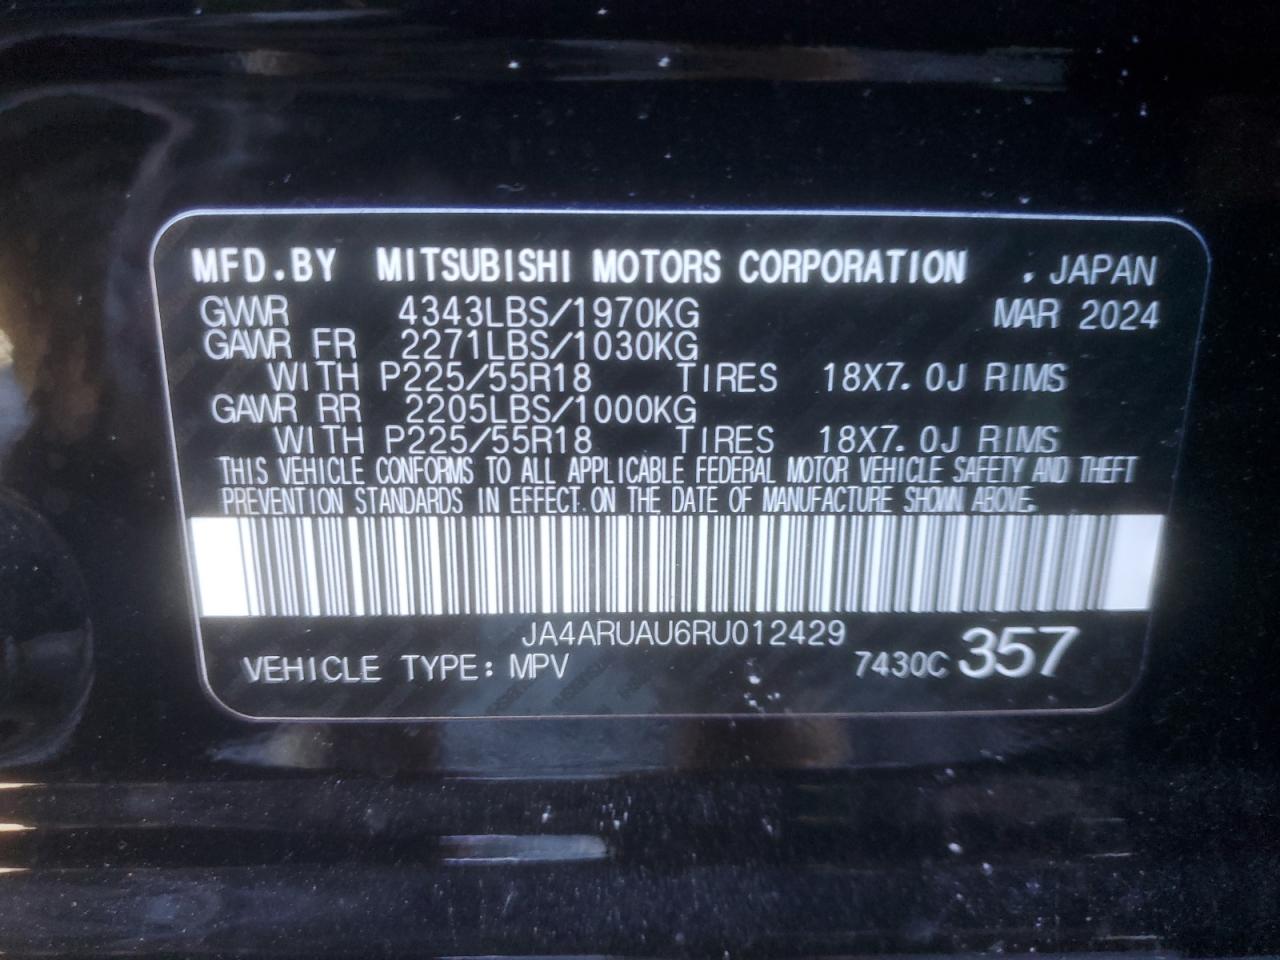 MFD.BY MITSUBISHI MOTORS CORPORATION , JAPAN
GVWR 4343LBS/1970KG MAR 2024
GAWR FR 2271LBS/1030KG
WITH P225/55R18 TIRES 18X7.0J RIMS
GAWR RR 2205LBS/1000KG
WITH P225/55R18 TIRES 18X7.0J RIMS
THIS VEHICLE CONFORMS TO ALL APPLICABLE FEDERAL MOTOR VEHICLE SAFETY AND THEFT
PREVENTION STANDARDS IN EFFECT ON THE DATE OF MANUFACTURE SHOWN ABOVE.
JA4ARUAU6RU012429
VEHICLE TYPE: MPV 7430C 357